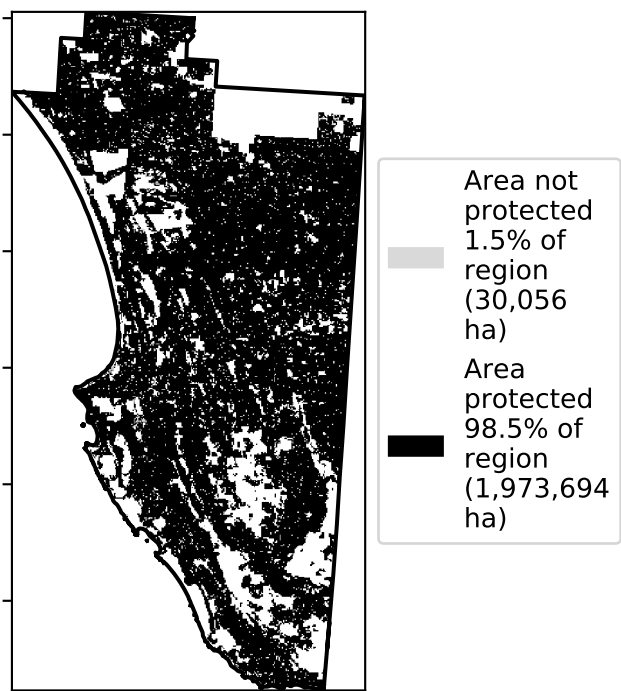 Area not
protected
1.5% of
region
(30,056
ha)
Area
protected
98.5% of
region
(1,973,694
ha)